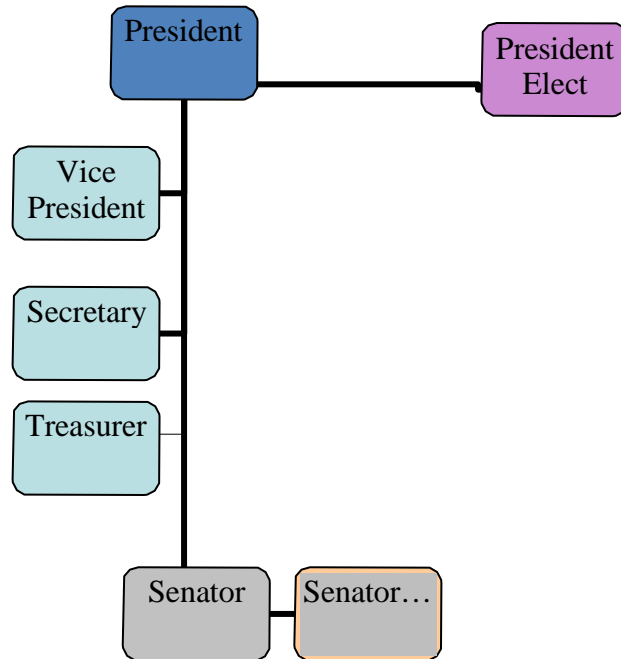 President
President
Elect
Vice
President
Secretary
Treasurer
Senator
Senator…